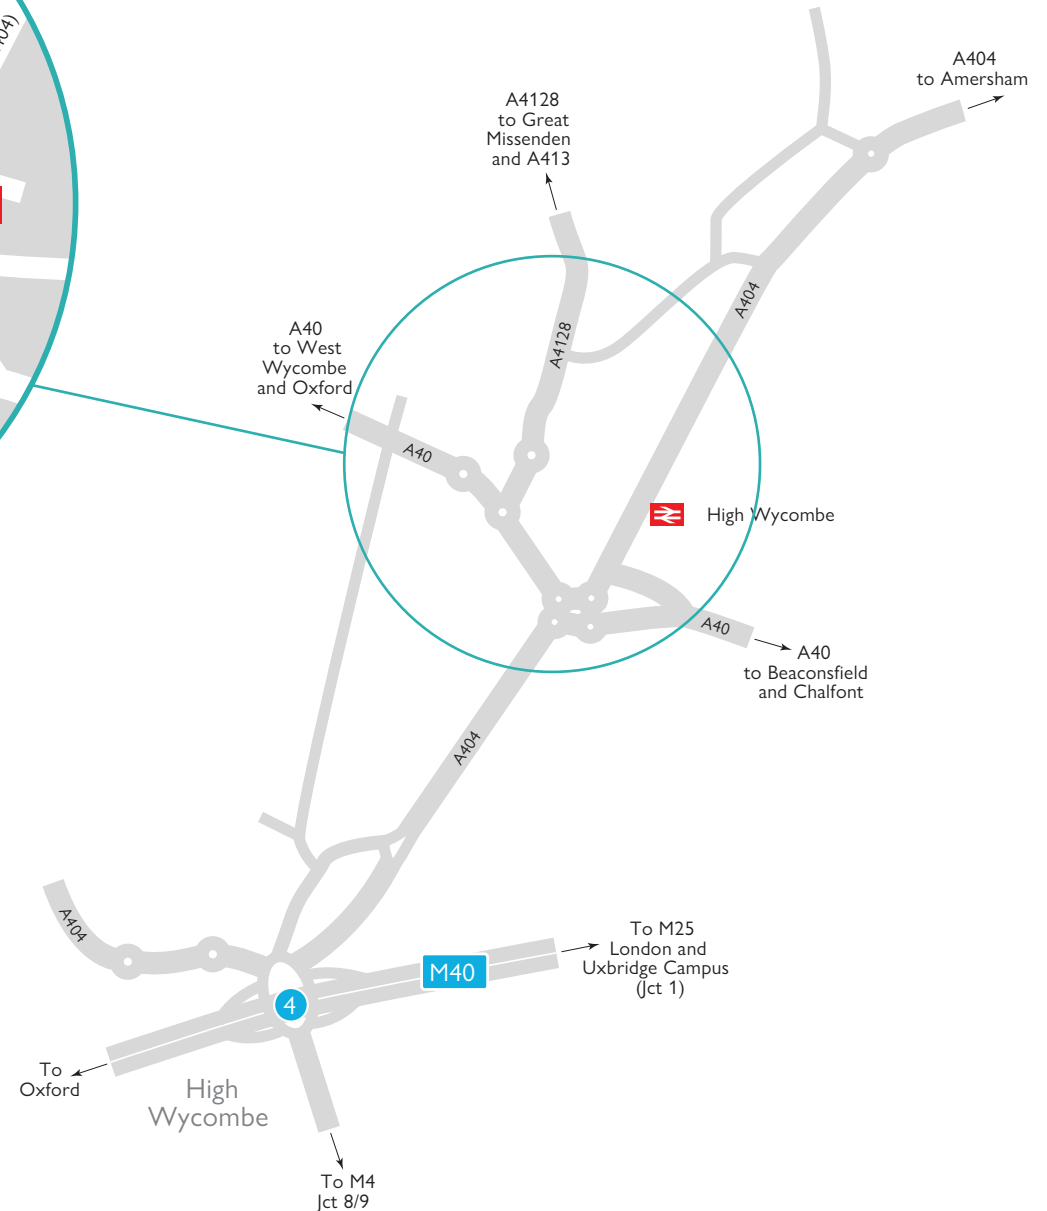 A404
to Amersham
A4128
to Great
Missenden
and A413
A404
A4128
A40
to West
Wycombe
and Oxford
A40
High Wycombe
A40
A40
to Beaconsfield
and Chalfont
A404
A404
To M25
London and
Uxbridge Campus
(Jct 1)
M40
4
To
Oxford
High
Wycombe
To M4
Jct 8/9